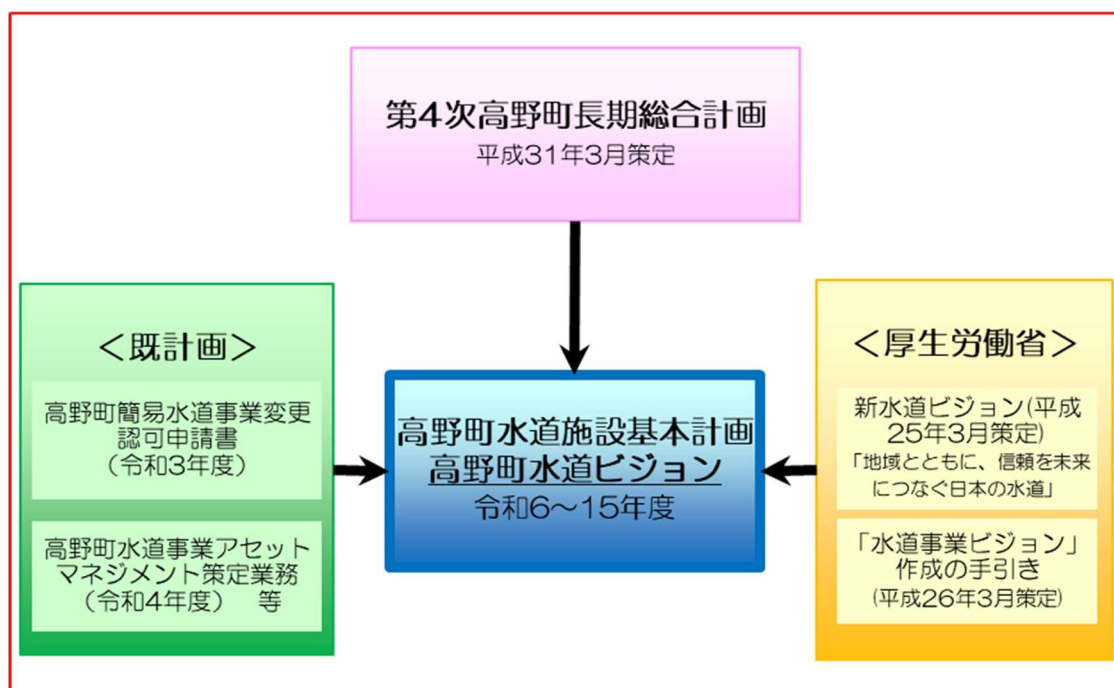 第4次高野町長期総合計画
平成31年3月策定
＜既計画＞
高野町簡易水道事業変更
認可申請書
（令和3年度）
高野町水道事業アセット
マネジメント策定業務
（令和4年度）　等
高野町水道施設基本計画
高野町水道ビジョン
令和6～15年度
＜厚生労働省＞
新水道ビジョン(平成
25年3月策定)
「地域とともに、信頼を未来
につなぐ日本の水道」
「水道事業ビジョン」
作成の手引き
(平成26年3月策定)